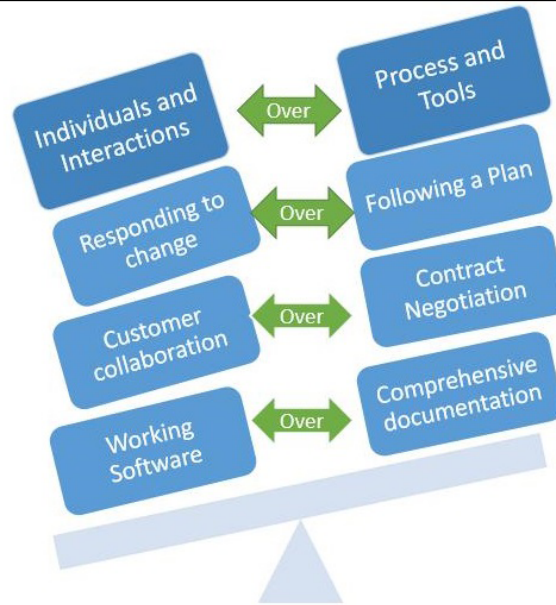 Individuals and
Interactions
Over
Process and
Tools
Responding to
change
Over
Following a Plan
Customer
collaboration
Over
Contract
Negotiation
Working
Software
Over
Comprehensive
documentation